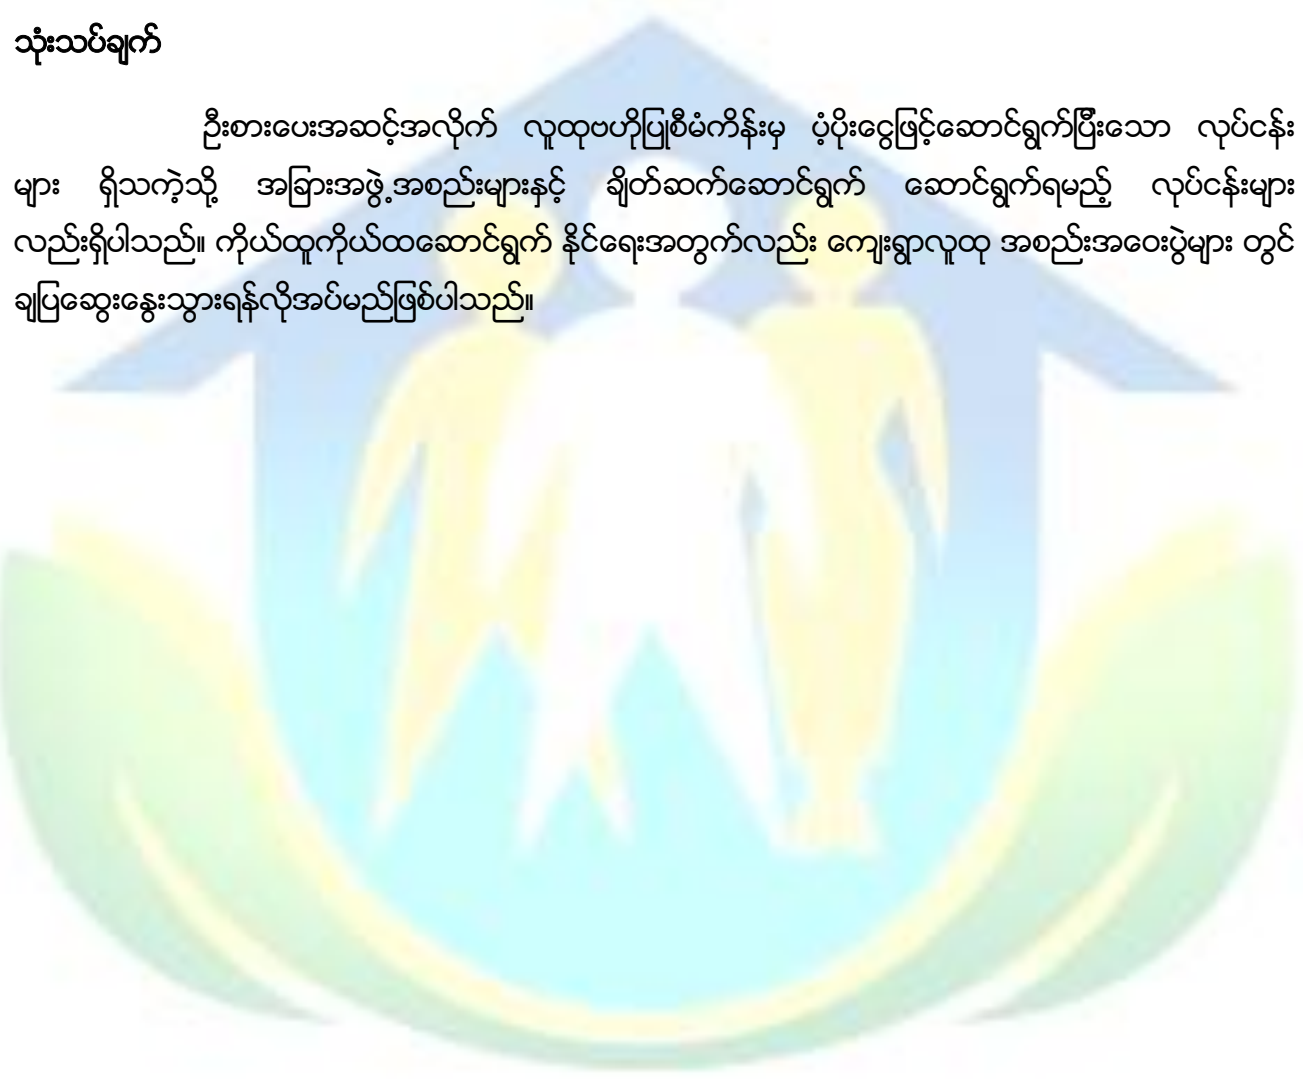 သုံးသပ်ချက်
ဦးစားပေးအဆင့်အလိုက် လူထုဗဟိုပြုစီမံကိန်းမှ ပံ့ပိုးငွေဖြင့်ဆောင်ရွက်ပြီးသော လုပ်ငန်း
များ ရှိသကဲ့သို့ အခြားအဖွဲ့အစည်းများနှင့် ချိတ်ဆက်ဆောင်ရွက် ဆောင်ရွက်ရမည့် လုပ်ငန်းများ
လည်းရှိပါသည်။ ကိုယ်ထူကိုယ်ထဆောင်ရွက် နိုင်ရေးအတွက်လည်း ကျေးရွာလူထု အစည်းအဝေးပွဲများ တွင်
ချပြဆွေးနွေးသွားရန်လိုအပ်မည်ဖြစ်ပါသည်။